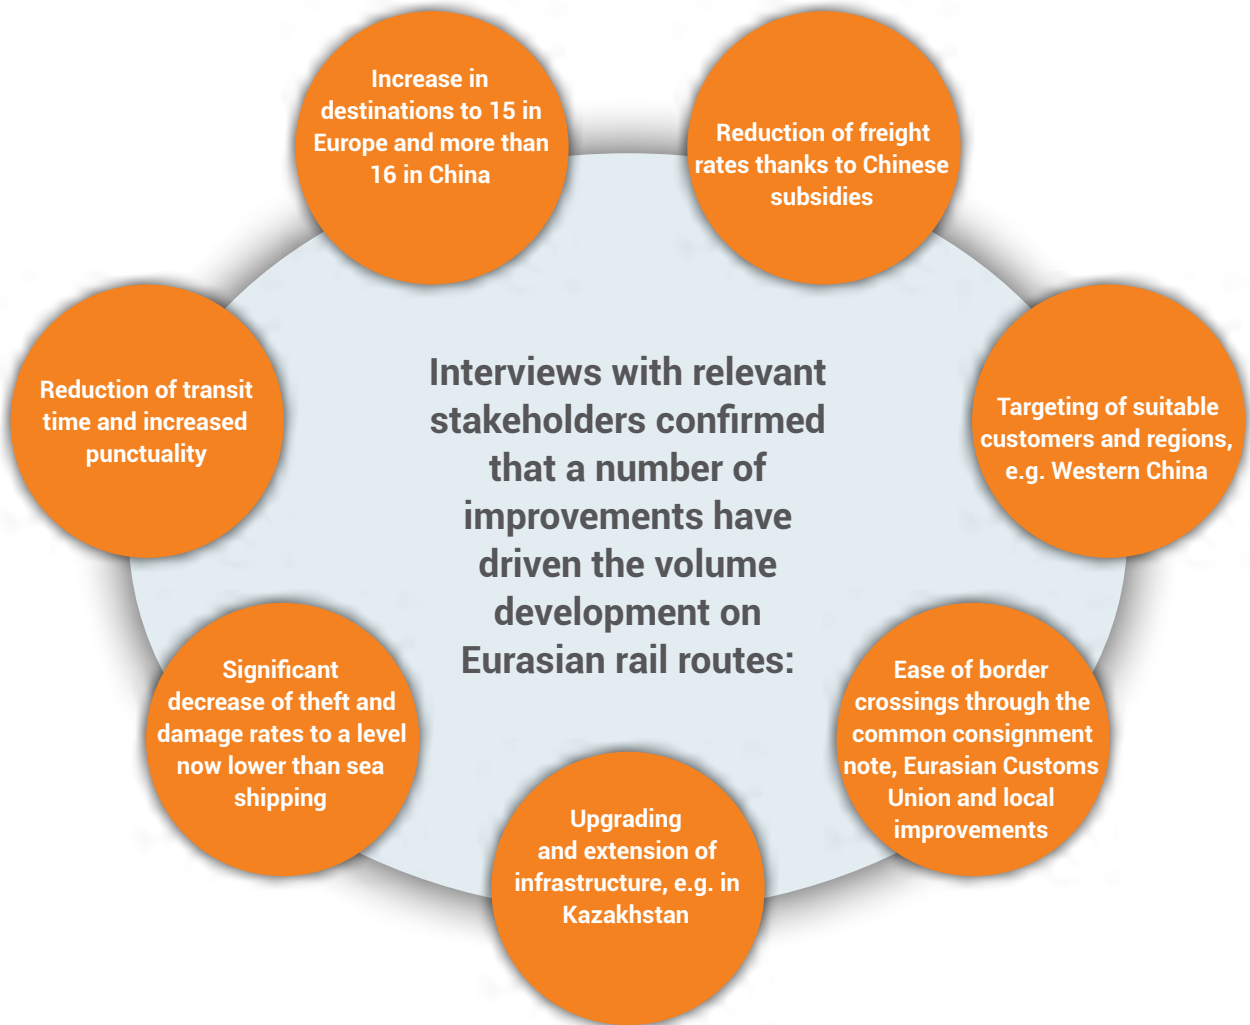 Increase in
destinations to 15 in
Europe and more than
16 in China
Reduction of freight
rates thanks to Chinese
subsidies
Reduction of transit
time and increased
punctuality
Interviews with relevant
stakeholders confirmed
that a number of
improvements have
driven the volume
development on
Eurasian rail routes:
Targeting of suitable
customers and regions,
e.g. Western China
Significant
decrease of theft and
damage rates to a level
now lower than sea
shipping
Ease of border
crossings through the
common consignment
note, Eurasian Customs
Union and local
improvements
Upgrading
and extension of
infrastructure, e.g. in
Kazakhstan